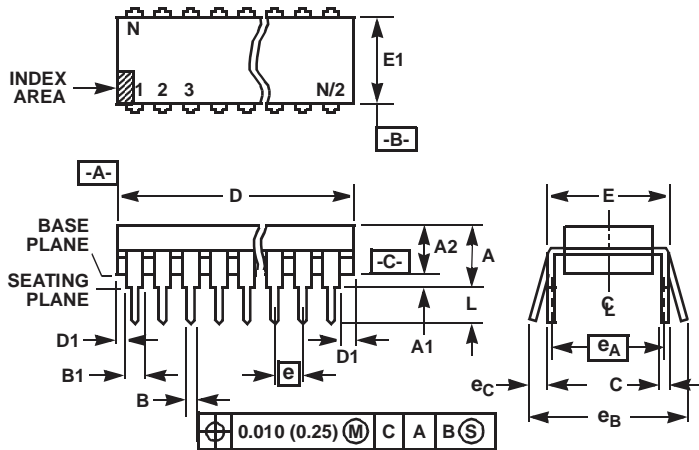 N
E1
INDEX
AREA
1 2 3 N/2
-B-
-A-
D
E
BASE
PLANE
A2
A
-C-
SEATING
PLANE
L
C L
D1
A1
D1
eA
B1
e
eC
C
B
eB
0.010 (0.25) M C A B S